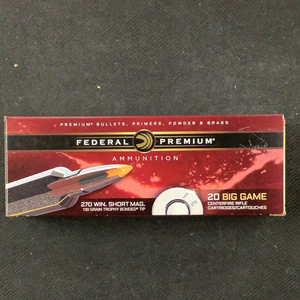 PREMIUM® BULLETS, PRIMERS, POWDER & BRASS
FEDERAL PREMIUM®
AMMUNITION
270 WIN. SHORT MAG.
130 GRAIN TROPHY BONDED® TIP
20 BIG GAME
CENTERFIRE RIFLE
CARTRIDGES/CARTOUCHES